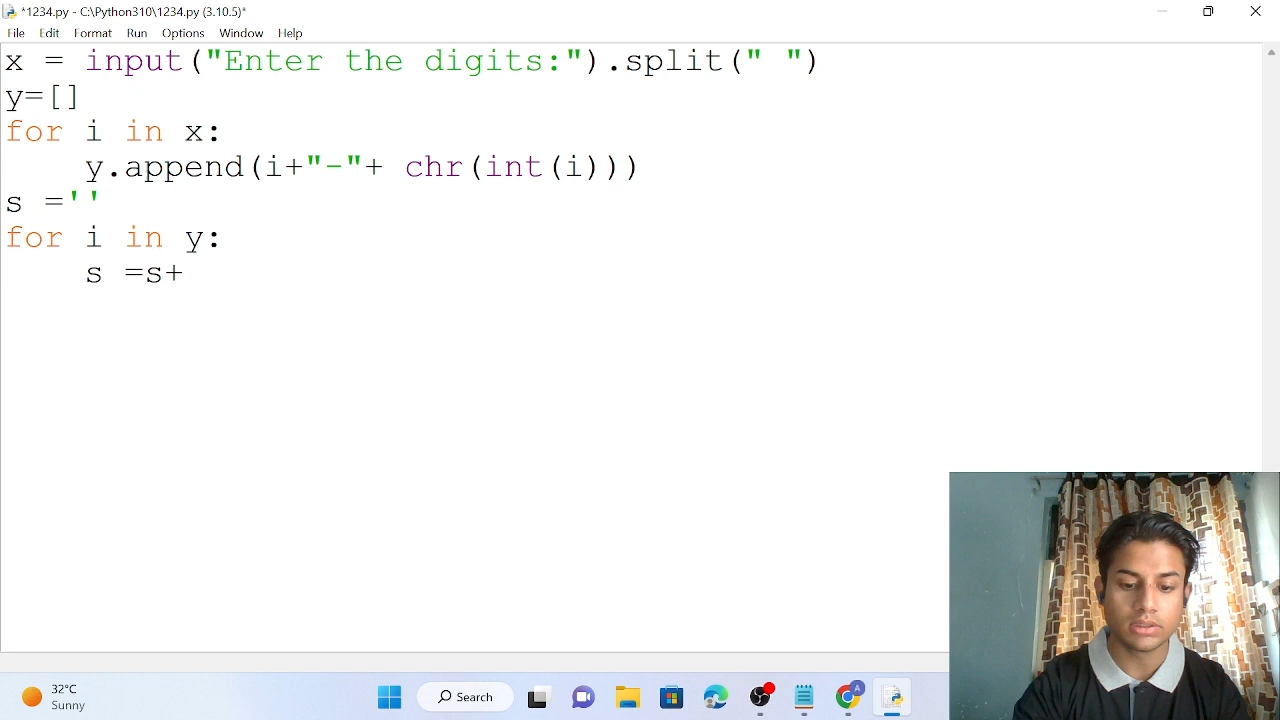 *1234.py - C:\Python310\1234.py (3.10.5)*
File Edit Format Run Options Window Help
x = input("Enter the digits:").split(" ")
y=[]
for i in x:
    y.append(i+"-"+ chr(int(i)))
s =''
for i in y:
    s =s+
32°C
Sunny
Search
A